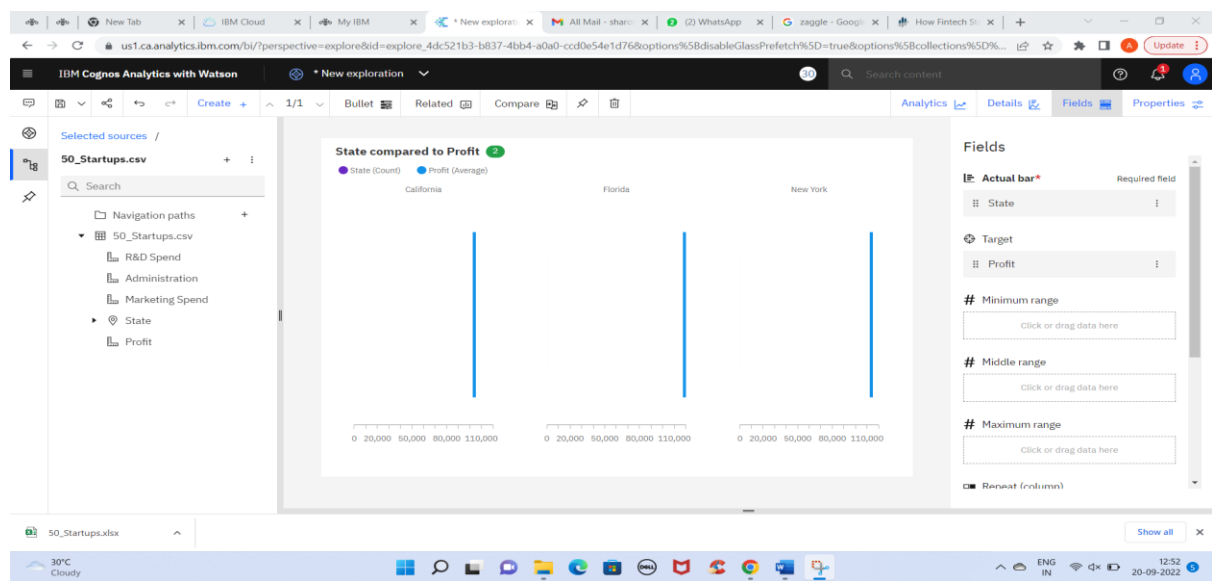 New Tab
IBM Cloud
My IBM
* New explorati
All Mail - sharo
(2) WhatsApp
zaggle - Google
How Fintech St
us1.ca.analytics.ibm.com/bi/?perspective=explore&id=explore_4dc521b3-b837-4bb4-a0a0-ccd0e54e1d76&options%5BdisableGlassPrefetch%5D=true&options%5Bcollections%5D%...
A
Update
IBM Cognos Analytics with Watson
* New exploration
30
Search content
1
Create +
1/1
Bullet
Related
Compare
Analytics
Details
Fields
Properties
Selected sources /
50_Startups.csv
Search
Navigation paths
50_Startups.csv
R&D Spend
Administration
Marketing Spend
State
Profit
State compared to Profit 2
State (Count) Profit (Average)
California Florida New York
0 20,000 50,000 80,000 110,000 0 20,000 50,000 80,000 110,000 0 20,000 50,000 80,000 110,000
Fields
Actual bar* Required field
State
Target
Profit
# Minimum range
Click or drag data here
# Middle range
Click or drag data here
# Maximum range
Click or drag data here
Repeat (column)
50_Startups.xlsx
Show all
30°C
Cloudy
ENG
IN
12:52
20-09-2022
5